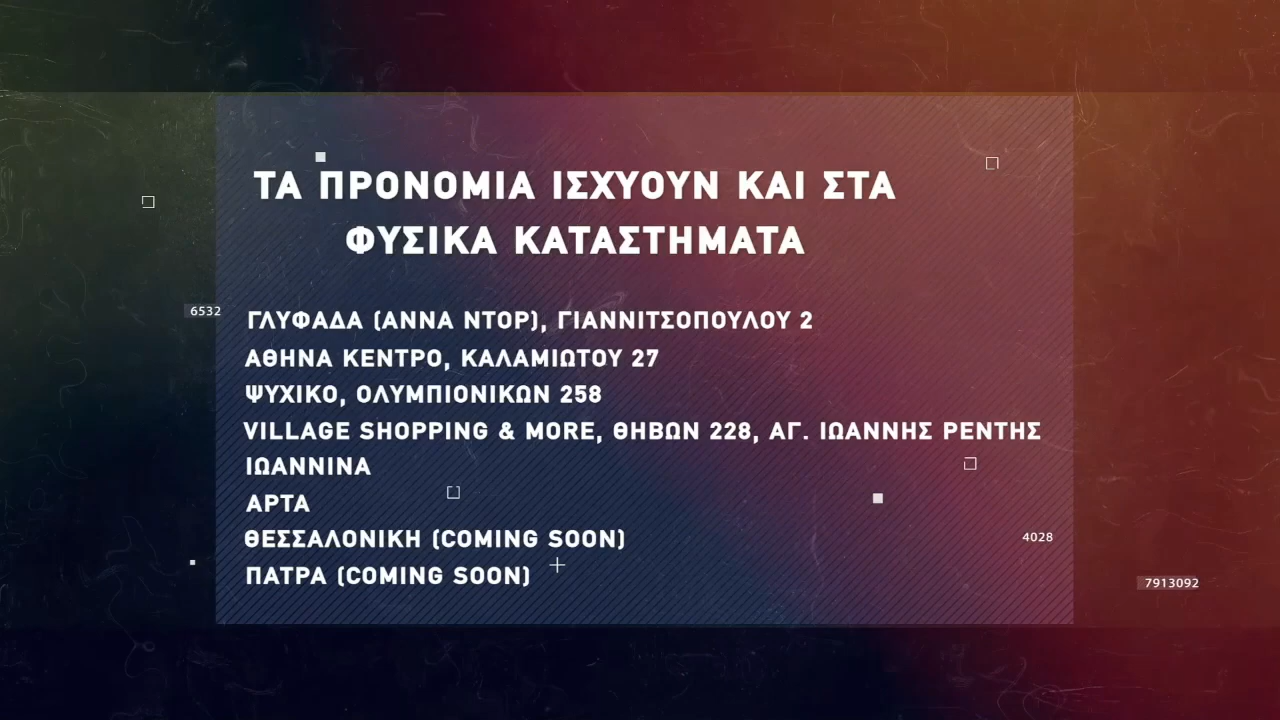 ΤΑ ΠΡΟΝΟΜΙΑ ΙΣΧΥΟΥΝ ΚΑΙ ΣΤΑ
ΦΥΣΙΚΑ ΚΑΤΑΣΤΗΜΑΤΑ
6532
ΓΛΥΦΑΔΑ (ΑΝΝΑ ΝΤΟΡ), ΓΙΑΝΝΙΤΣΟΠΟΥΛΟΥ 2
ΑΘΗΝΑ ΚΕΝΤΡΟ, ΚΑΛΑΜΙΩΤΟΥ 27
ΨΥΧΙΚΟ, ΟΛΥΜΠΙΟΝΙΚΩΝ 258
VILLAGE SHOPPING & MORE, ΘΗΒΩΝ 228, ΑΓ. ΙΩΑΝΝΗΣ ΡΕΝΤΗΣ
ΙΩΑΝΝΙΝΑ
ΑΡΤΑ
ΘΕΣΣΑΛΟΝΙΚΗ (COMING SOON)
4028
ΠΑΤΡΑ (COMING SOON)
7913092